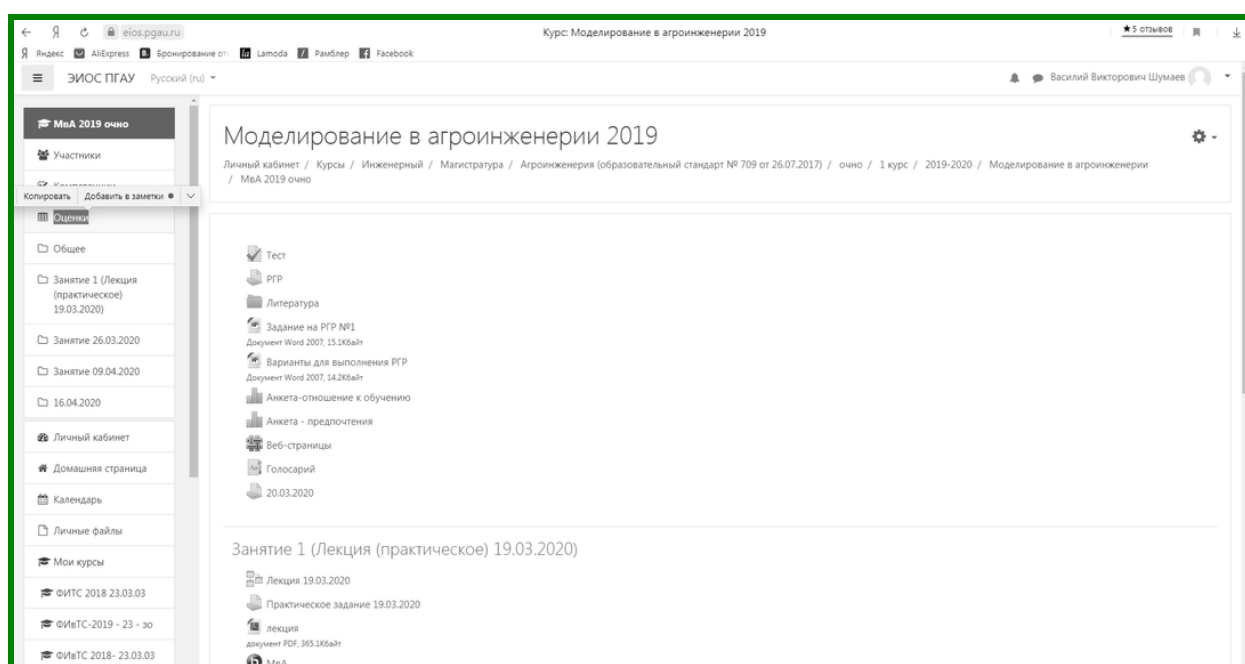 eios.pgau.ru
Курс: Моделирование в агроинженерии 2019
★5 отзывов
Яндекс AliExpress Бронирование от Lamoda Рамблер Facebook
ЭИОС ПГАУ Русский (ru)
Василий Викторович Шумаев
МвА 2019 очно
Участники
Компетенции
Копировать Добавить в заметки
Оценки
Общее
Занятие 1 (Лекция
(практическое)
19.03.2020)
Занятие 26.03.2020
Занятие 09.04.2020
16.04.2020
Личный кабинет
Домашняя страница
Календарь
Личные файлы
Мои курсы
ФИТС 2018 23.03.03
ФИвТС-2019 - 23 - зо
ФИвТС 2018- 23.03.03
Моделирование в агроинженерии 2019
Личный кабинет / Курсы / Инженерный / Магистратура / Агроинженерия (образовательный стандарт № 709 от 26.07.2017) / очно / 1 курс / 2019-2020 / Моделирование в агроинженерии
/ МвА 2019 очно
Тест
РГР
Литература
Задание на РГР №1
Документ Word 2007, 15.1Кбайт
Варианты для выполнения РГР
Документ Word 2007, 14.2Кбайт
Анкета-отношение к обучению
Анкета - предпочтения
Веб-страницы
Голосарий
20.03.2020
Занятие 1 (Лекция (практическое) 19.03.2020)
Лекция 19.03.2020
Практическое задание 19.03.2020
лекция
документ PDF, 365.1Кбайт
МвА